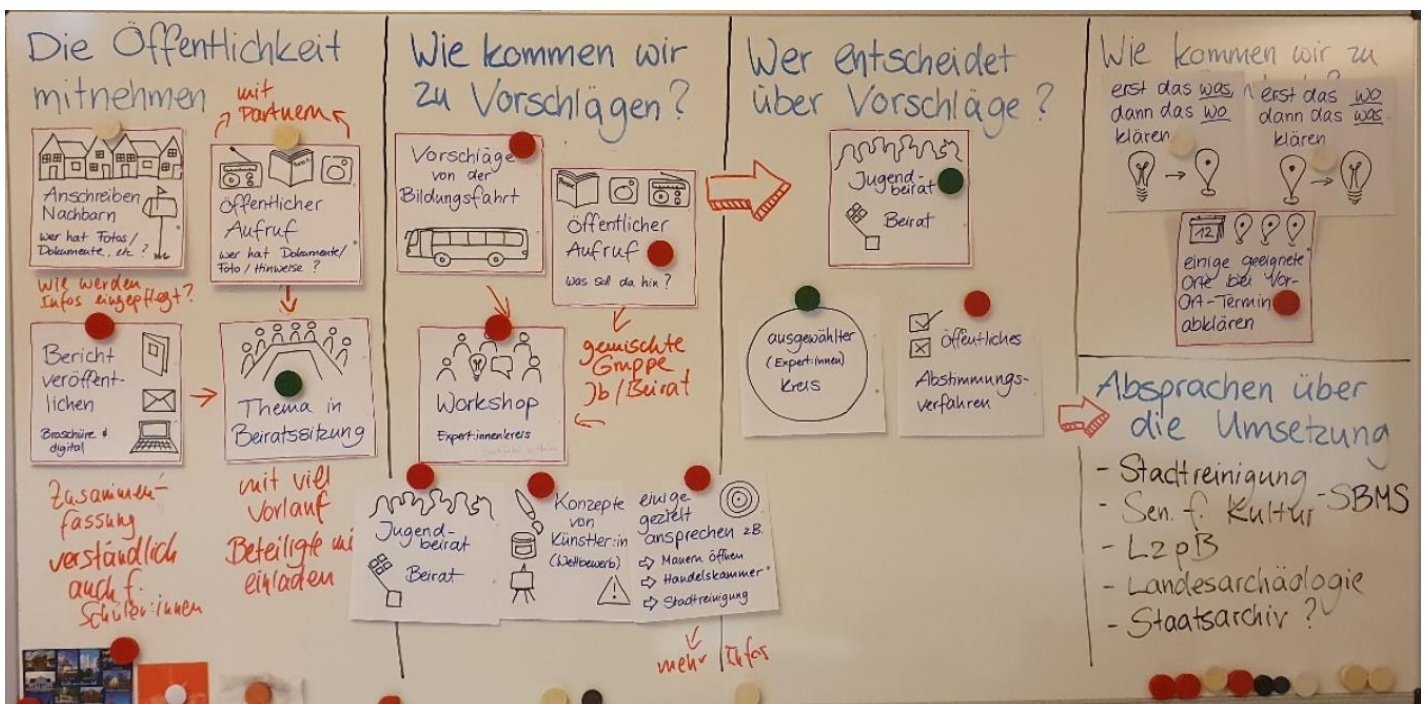 Die Öffentlichkeit
mitnehmen
mit
Partnern
Anschreiben
Nachbarn
wer hat Fotos/
Dokumente, etc.?
öffentlicher
Aufruf
wer hat Dokumente/
Foto/Hinweise?
wie werden
Infos eingepflegt?
Bericht
veröffent-
lichen
Broschüre &
digital
Thema in
Beiratssitzung
Zusammen-
fassung
verständlich
auch f.
Schüler:innen
mit viel
Vorlauf
Beteiligte mi
einladen
Wie kommen wir
zu Vorschlägen?
Vorschläge
von der
Bildungsfahrt
öffentlicher
Aufruf
was soll da hin?
Workshop
Expert:innenkreis
gemischte
Gruppe
Jb/Beirat
Jugend-
beirat
Beirat
Konzepte
von
Künstler:in
(Wettbewerb)
einige
gezielt
ansprechen z.B.
⇨ Mauern öffnen
⇨ Handelskammer
⇨ Stadtreinigung
mehr Infos
Wer entscheidet
über Vorschläge?
Jugend-
beirat
Beirat
ausgewählter
(Expert:innen)
Kreis
öffentliches
Abstimmungs-
verfahren
Wie kommen wir zu
erst das was
dann das wo
klären
erst das wo
dann das was
klären
12
einige geeignete
Orte bei Vor-
Ort-Termin
abklären
Absprachen über
die Umsetzung
- Stadtreinigung
- Sen. f. Kultur - SBMS
- LzpB
- Landesarchäologie
- Staatsarchiv?